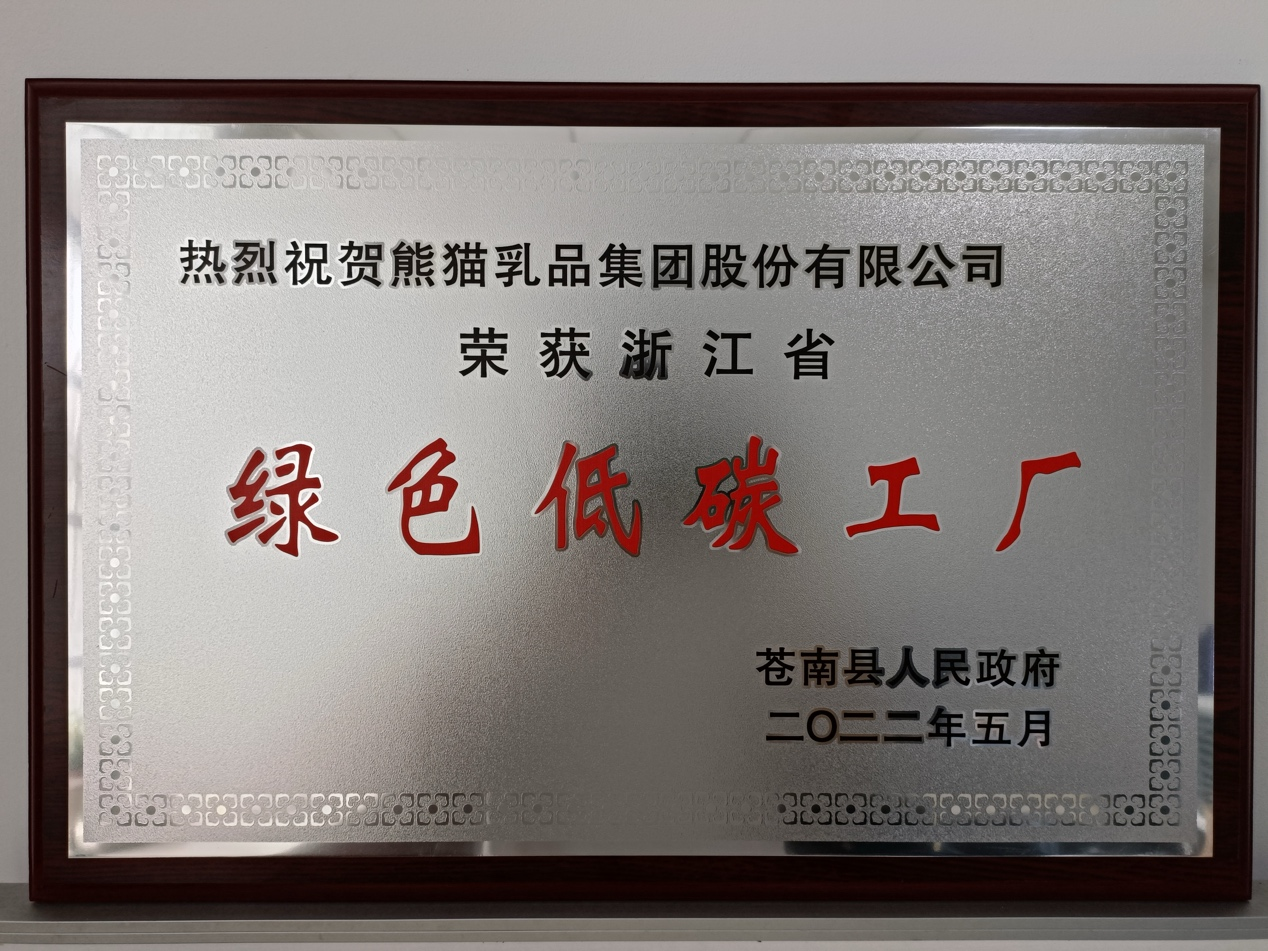 热烈祝贺熊猫乳品集团股份有限公司
荣获浙江省
绿色低碳工厂
苍南县人民政府
二〇二二年五月